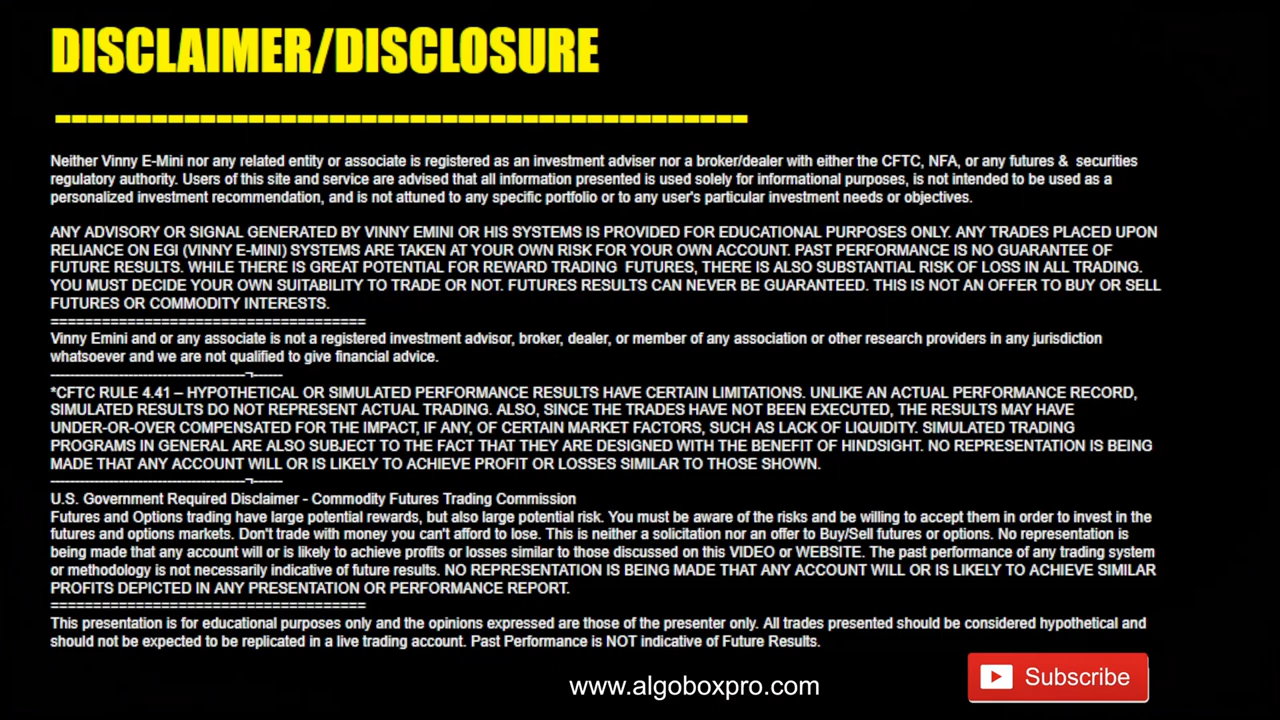 DISCLAIMER/DISCLOSURE
Neither Vinny E-Mini nor any related entity or associate is registered as an investment adviser nor a broker/dealer with either the CFTC, NFA, or any futures & securities
regulatory authority. Users of this site and service are advised that all information presented is used solely for informational purposes, is not intended to be used as a
personalized investment recommendation, and is not attuned to any specific portfolio or to any user's particular investment needs or objectives.
ANY ADVISORY OR SIGNAL GENERATED BY VINNY EMINI OR HIS SYSTEMS IS PROVIDED FOR EDUCATIONAL PURPOSES ONLY. ANY TRADES PLACED UPON
RELIANCE ON EGI (VINNY E-MINI) SYSTEMS ARE TAKEN AT YOUR OWN RISK FOR YOUR OWN ACCOUNT. PAST PERFORMANCE IS NO GUARANTEE OF
FUTURE RESULTS. WHILE THERE IS GREAT POTENTIAL FOR REWARD TRADING FUTURES, THERE IS ALSO SUBSTANTIAL RISK OF LOSS IN ALL TRADING.
YOU MUST DECIDE YOUR OWN SUITABILITY TO TRADE OR NOT. FUTURES RESULTS CAN NEVER BE GUARANTEED. THIS IS NOT AN OFFER TO BUY OR SELL
FUTURES OR COMMODITY INTERESTS.
====================================
Vinny Emini and or any associate is not a registered investment advisor, broker, dealer, or member of any association or other research providers in any jurisdiction
whatsoever and we are not qualified to give financial advice.
----------------------------------------¬------
*CFTC RULE 4.41 – HYPOTHETICAL OR SIMULATED PERFORMANCE RESULTS HAVE CERTAIN LIMITATIONS. UNLIKE AN ACTUAL PERFORMANCE RECORD,
SIMULATED RESULTS DO NOT REPRESENT ACTUAL TRADING. ALSO, SINCE THE TRADES HAVE NOT BEEN EXECUTED, THE RESULTS MAY HAVE
UNDER-OR-OVER COMPENSATED FOR THE IMPACT, IF ANY, OF CERTAIN MARKET FACTORS, SUCH AS LACK OF LIQUIDITY. SIMULATED TRADING
PROGRAMS IN GENERAL ARE ALSO SUBJECT TO THE FACT THAT THEY ARE DESIGNED WITH THE BENEFIT OF HINDSIGHT. NO REPRESENTATION IS BEING
MADE THAT ANY ACCOUNT WILL OR IS LIKELY TO ACHIEVE PROFIT OR LOSSES SIMILAR TO THOSE SHOWN.
----------------------------------------¬------
U.S. Government Required Disclaimer - Commodity Futures Trading Commission
Futures and Options trading have large potential rewards, but also large potential risk. You must be aware of the risks and be willing to accept them in order to invest in the
futures and options markets. Don't trade with money you can't afford to lose. This is neither a solicitation nor an offer to Buy/Sell futures or options. No representation is
being made that any account will or is likely to achieve profits or losses similar to those discussed on this VIDEO or WEBSITE. The past performance of any trading system
or methodology is not necessarily indicative of future results. NO REPRESENTATION IS BEING MADE THAT ANY ACCOUNT WILL OR IS LIKELY TO ACHIEVE SIMILAR
PROFITS DEPICTED IN ANY PRESENTATION OR PERFORMANCE REPORT.
====================================
This presentation is for educational purposes only and the opinions expressed are those of the presenter only. All trades presented should be considered hypothetical and
should not be expected to be replicated in a live trading account. Past Performance is NOT indicative of Future Results.
www.algoboxpro.com
Subscribe